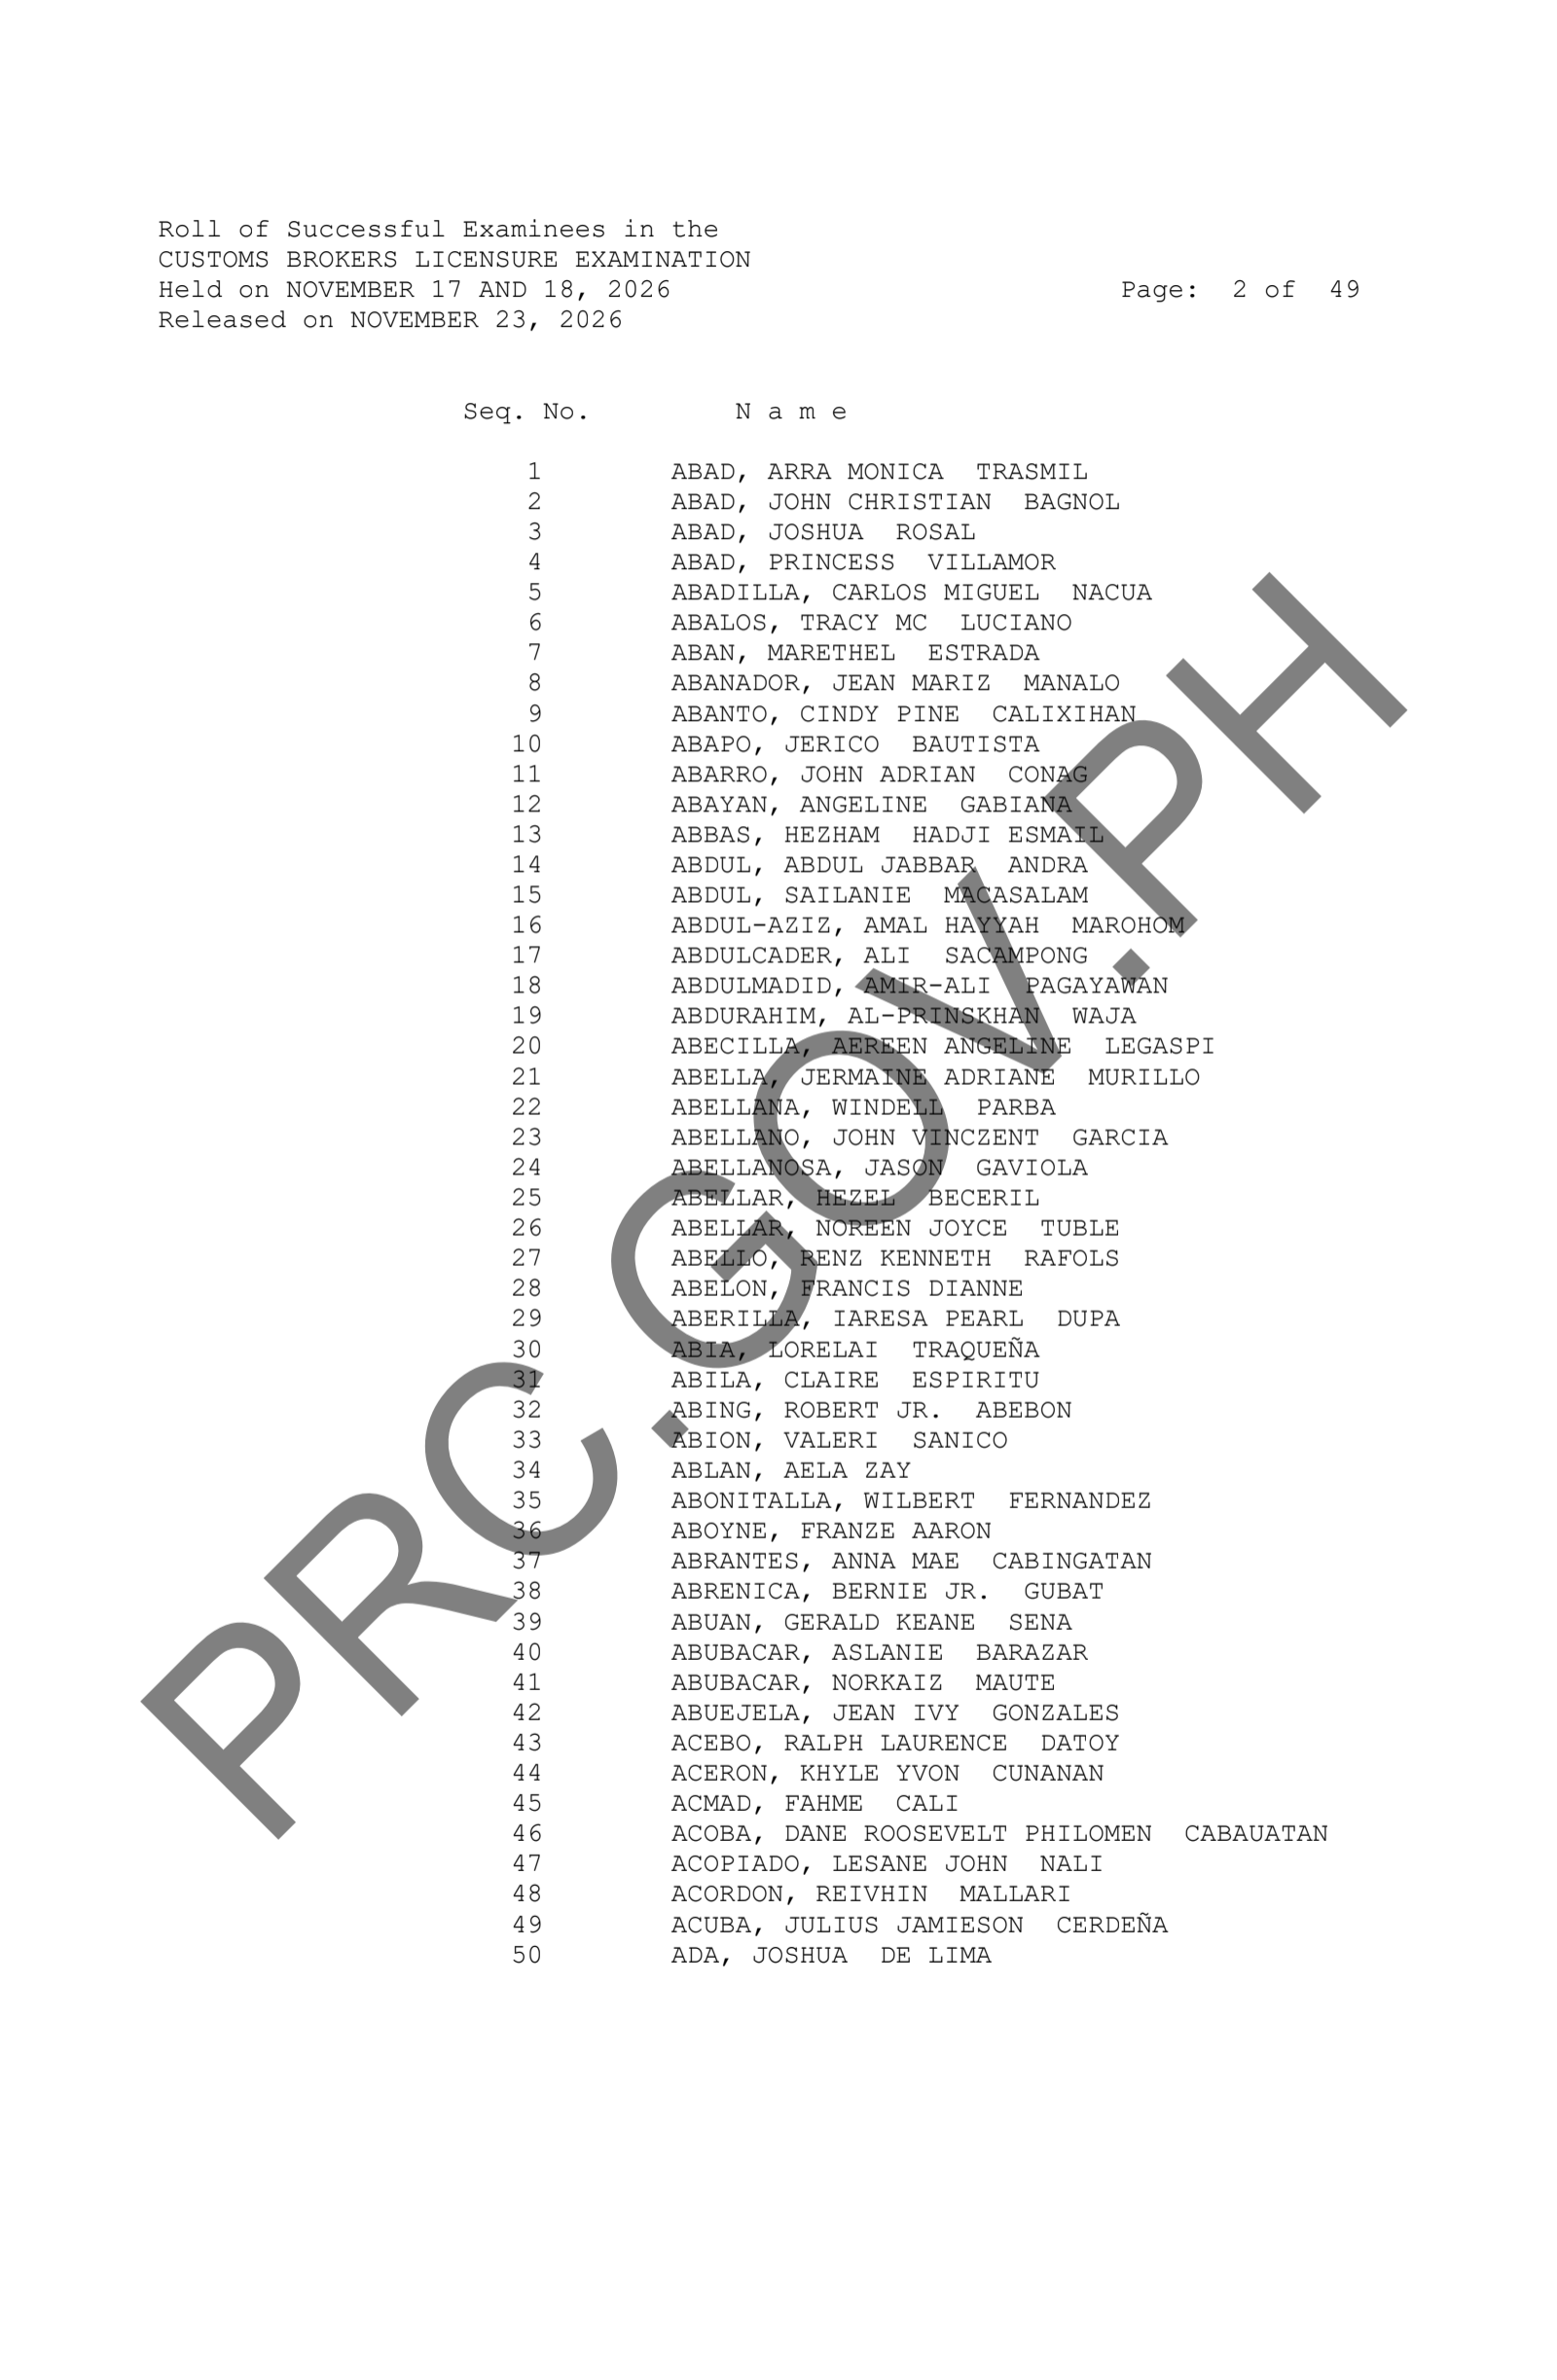 Roll of Successful Examinees in the
CUSTOMS BROKERS LICENSURE EXAMINATION
Held on NOVEMBER 17 AND 18, 2026 Page: 2 of 49
Released on NOVEMBER 23, 2026
Seq. No. N a m e
1 ABAD, ARRA MONICA TRASMIL
2 ABAD, JOHN CHRISTIAN BAGNOL
3 ABAD, JOSHUA ROSAL
4 ABAD, PRINCESS VILLAMOR
5 ABADILLA, CARLOS MIGUEL NACUA
6 ABALOS, TRACY MC LUCIANO
7 ABAN, MARETHEL ESTRADA
8 ABANADOR, JEAN MARIZ MANALO
9 ABANTO, CINDY PINE CALIXIHAN
10 ABAPO, JERICO BAUTISTA
11 ABARRO, JOHN ADRIAN CONAG
12 ABAYAN, ANGELINE GABIANA
13 ABBAS, HEZHAM HADJI ESMAIL
14 ABDUL, ABDUL JABBAR ANDRA
15 ABDUL, SAILANIE MACASALAM
16 ABDUL-AZIZ, AMAL HAYYAH MAROHOM
17 ABDULCADER, ALI SACAMPONG
18 ABDULMADID, AMIR-ALI PAGAYAWAN
19 ABDURAHIM, AL-PRINSKHAN WAJA
20 ABECILLA, AEREEN ANGELINE LEGASPI
21 ABELLA, JERMAINE ADRIANE MURILLO
22 ABELLANA, WINDELL PARBA
23 ABELLANO, JOHN VINCZENT GARCIA
24 ABELLANOSA, JASON GAVIOLA
25 ABELLAR, HEZEL BECERIL
26 ABELLAR, NOREEN JOYCE TUBLE
27 ABELLO, RENZ KENNETH RAFOLS
28 ABELON, FRANCIS DIANNE
29 ABERILLA, IARESA PEARL DUPA
30 ABIA, LORELAI TRAQUEÑA
31 ABILA, CLAIRE ESPIRITU
32 ABING, ROBERT JR. ABEBON
33 ABION, VALERI SANICO
34 ABLAN, AELA ZAY
35 ABONITALLA, WILBERT FERNANDEZ
36 ABOYNE, FRANZE AARON
37 ABRANTES, ANNA MAE CABINGATAN
38 ABRENICA, BERNIE JR. GUBAT
39 ABUAN, GERALD KEANE SENA
40 ABUBACAR, ASLANIE BARAZAR
41 ABUBACAR, NORKAIZ MAUTE
42 ABUEJELA, JEAN IVY GONZALES
43 ACEBO, RALPH LAURENCE DATOY
44 ACERON, KHYLE YVON CUNANAN
45 ACMAD, FAHME CALI
46 ACOBA, DANE ROOSEVELT PHILOMEN CABAUATAN
47 ACOPIADO, LESANE JOHN NALI
48 ACORDON, REIVHIN MALLARI
49 ACUBA, JULIUS JAMIESON CERDEÑA
50 ADA, JOSHUA DE LIMA
PRC.GOV.PH